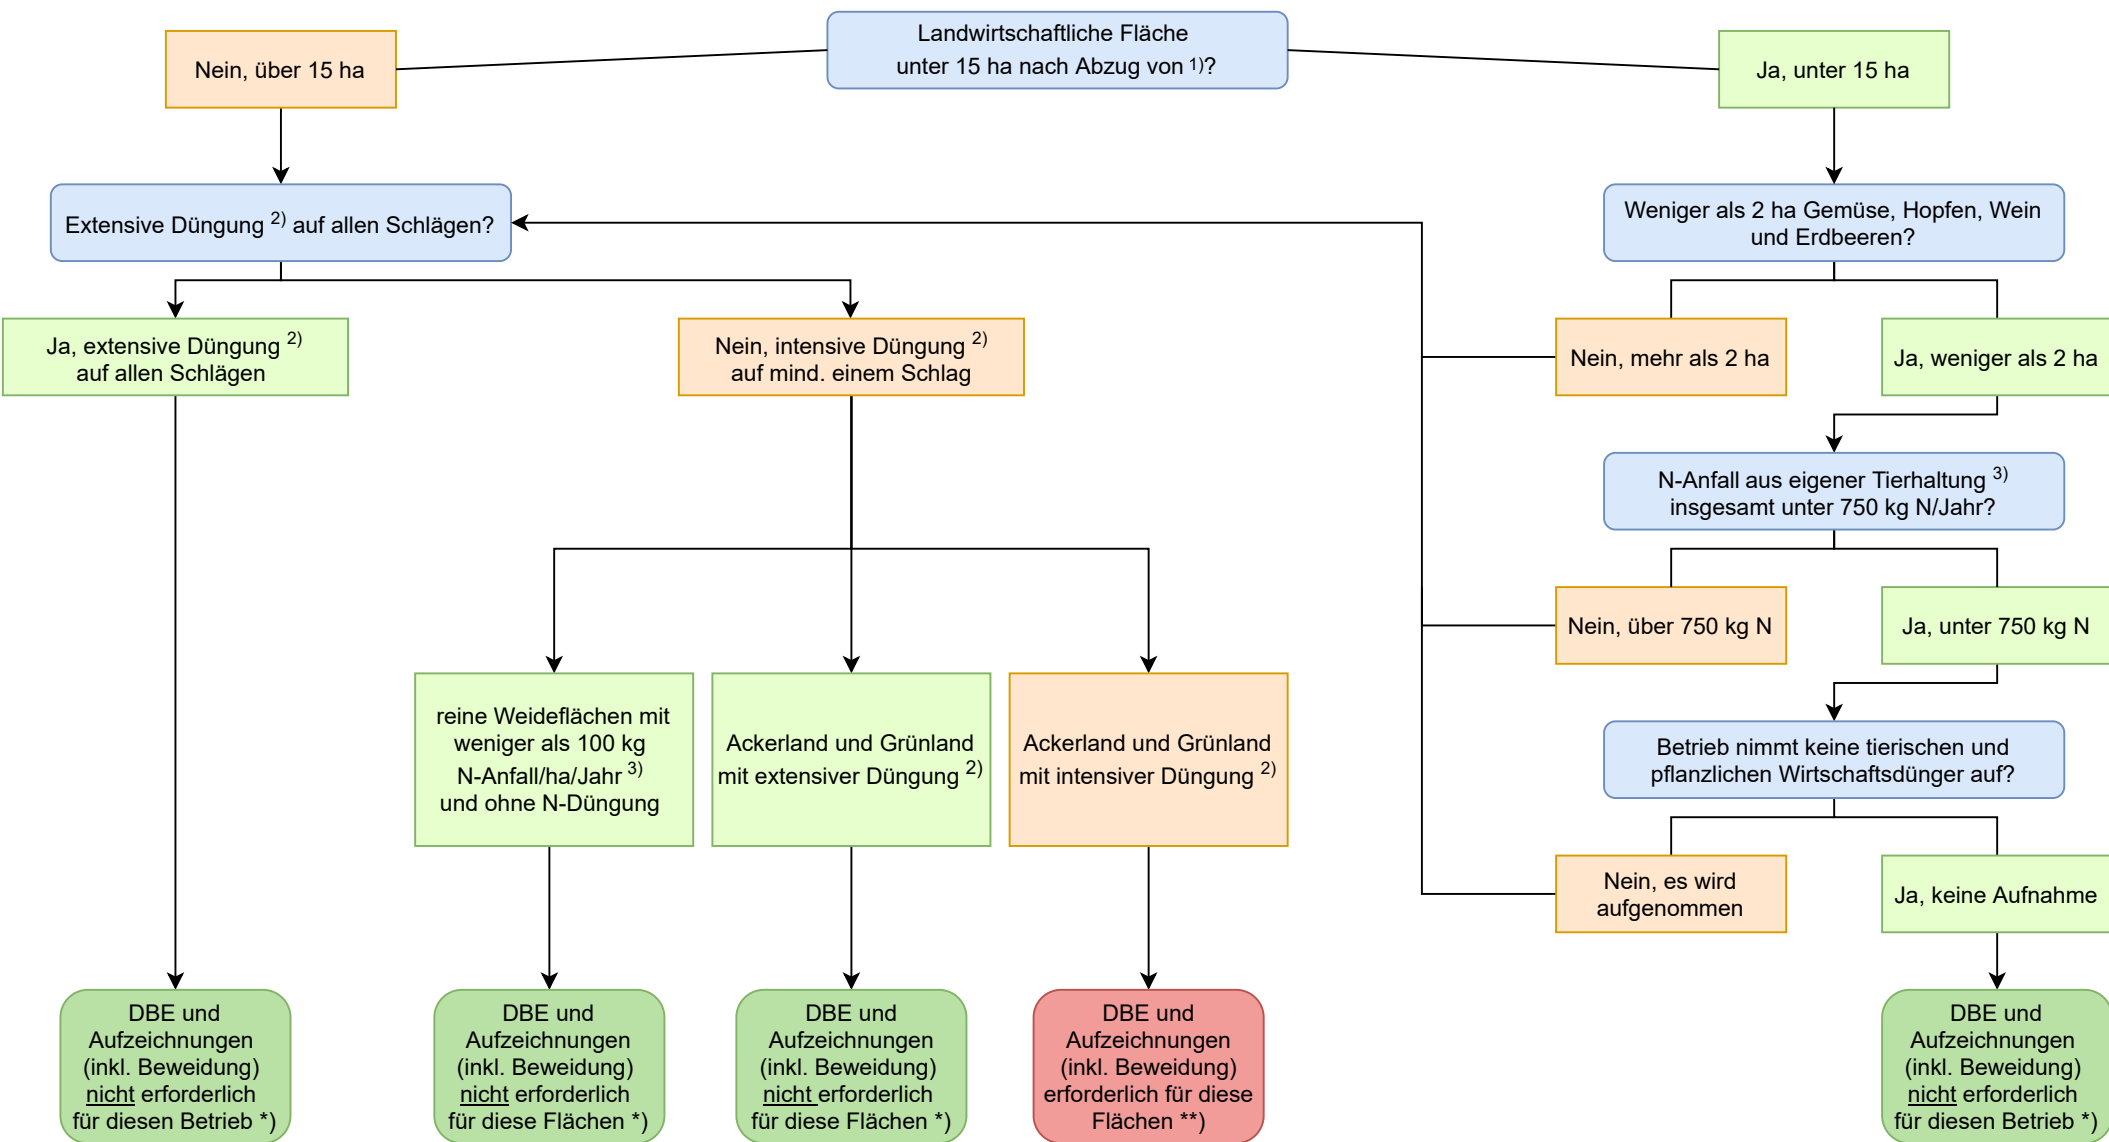 Landwirtschaftliche Fläche
unter 15 ha nach Abzug von 1)?
Nein, über 15 ha
Ja, unter 15 ha
Extensive Düngung 2) auf allen Schlägen?
Weniger als 2 ha Gemüse, Hopfen, Wein
und Erdbeeren?
Ja, extensive Düngung 2)
auf allen Schlägen
Nein, intensive Düngung 2)
auf mind. einem Schlag
Nein, mehr als 2 ha
Ja, weniger als 2 ha
N-Anfall aus eigener Tierhaltung 3)
insgesamt unter 750 kg N/Jahr?
Nein, über 750 kg N
Ja, unter 750 kg N
reine Weideflächen mit
weniger als 100 kg
N-Anfall/ha/Jahr 3)
und ohne N-Düngung
Ackerland und Grünland
mit extensiver Düngung 2)
Ackerland und Grünland
mit intensiver Düngung 2)
Betrieb nimmt keine tierischen und
pflanzlichen Wirtschaftsdünger auf?
Nein, es wird
aufgenommen
Ja, keine Aufnahme
DBE und
Aufzeichnungen
(inkl. Beweidung)
nicht erforderlich
für diesen Betrieb *)
DBE und
Aufzeichnungen
(inkl. Beweidung)
nicht erforderlich
für diese Flächen *)
DBE und
Aufzeichnungen
(inkl. Beweidung)
nicht erforderlich
für diese Flächen *)
DBE und
Aufzeichnungen
(inkl. Beweidung)
erforderlich für diese
Flächen **)
DBE und
Aufzeichnungen
(inkl. Beweidung)
nicht erforderlich
für diesen Betrieb *)